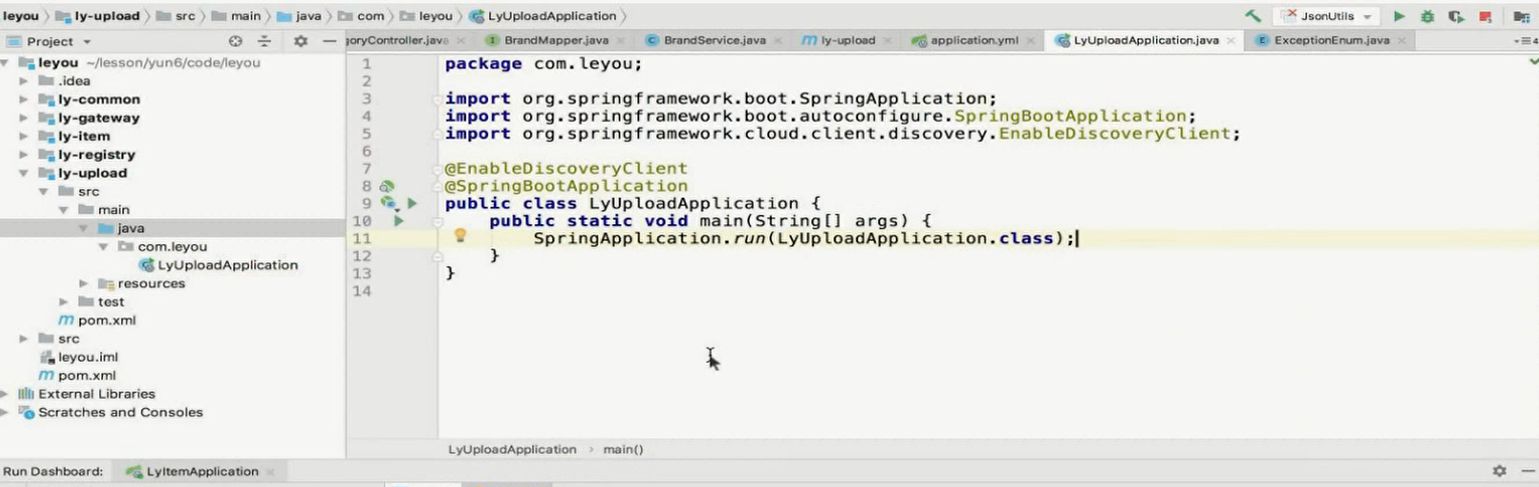 leyou ly-upload src main java com leyou LyUploadApplication JsonUtils
Project
oryController.java BrandMapper.java BrandService.java ly-upload application.yml LyUploadApplication.java ExceptionEnum.java
leyou ~/lesson/yun6/code/leyou
.idea
ly-common
ly-gateway
ly-item
ly-registry
ly-upload
src
main
java
com.leyou
LyUploadApplication
resources
test
pom.xml
src
leyou.iml
pom.xml
External Libraries
Scratches and Consoles
1 package com.leyou;
2
3 import org.springframework.boot.SpringApplication;
4 import org.springframework.boot.autoconfigure.SpringBootApplication;
5 import org.springframework.cloud.client.discovery.EnableDiscoveryClient;
6
7 @EnableDiscoveryClient
8 @SpringBootApplication
9 public class LyUploadApplication {
10 public static void main(String[] args) {
11 SpringApplication.run(LyUploadApplication.class);
12 }
13 }
14
LyUploadApplication › main()
Run Dashboard: LyItemApplication